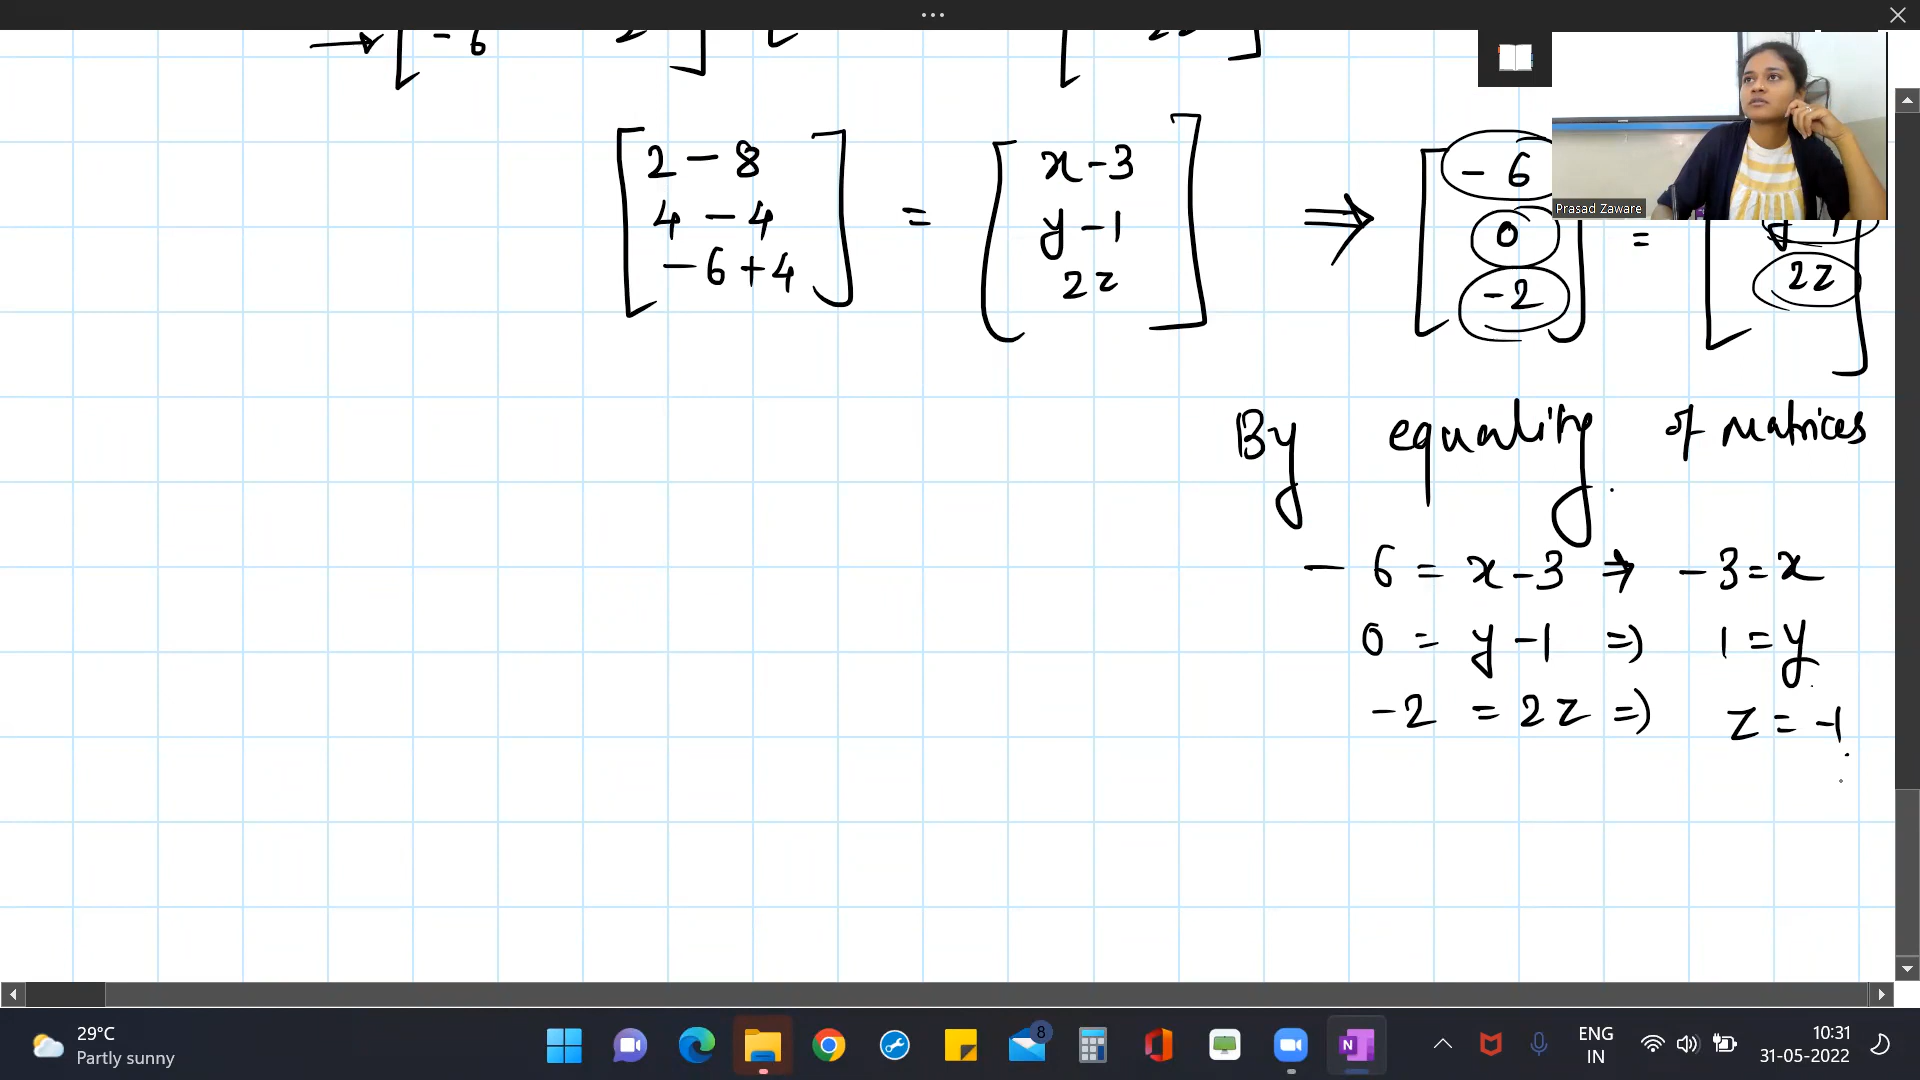 - 6
2 - 8
4 - 4
- 6 + 4
=
x - 3
y - 1
2z
⇒
- 6
0
- 2
=
2z
Prasad Zaware
By equality of matrices
- 6 = x - 3 ⇒ - 3 = x
0 = y - 1 ⇒ 1 = y
- 2 = 2z ⇒ z = -1
29°C
Partly sunny
8
N
ENG
IN
10:31
31-05-2022